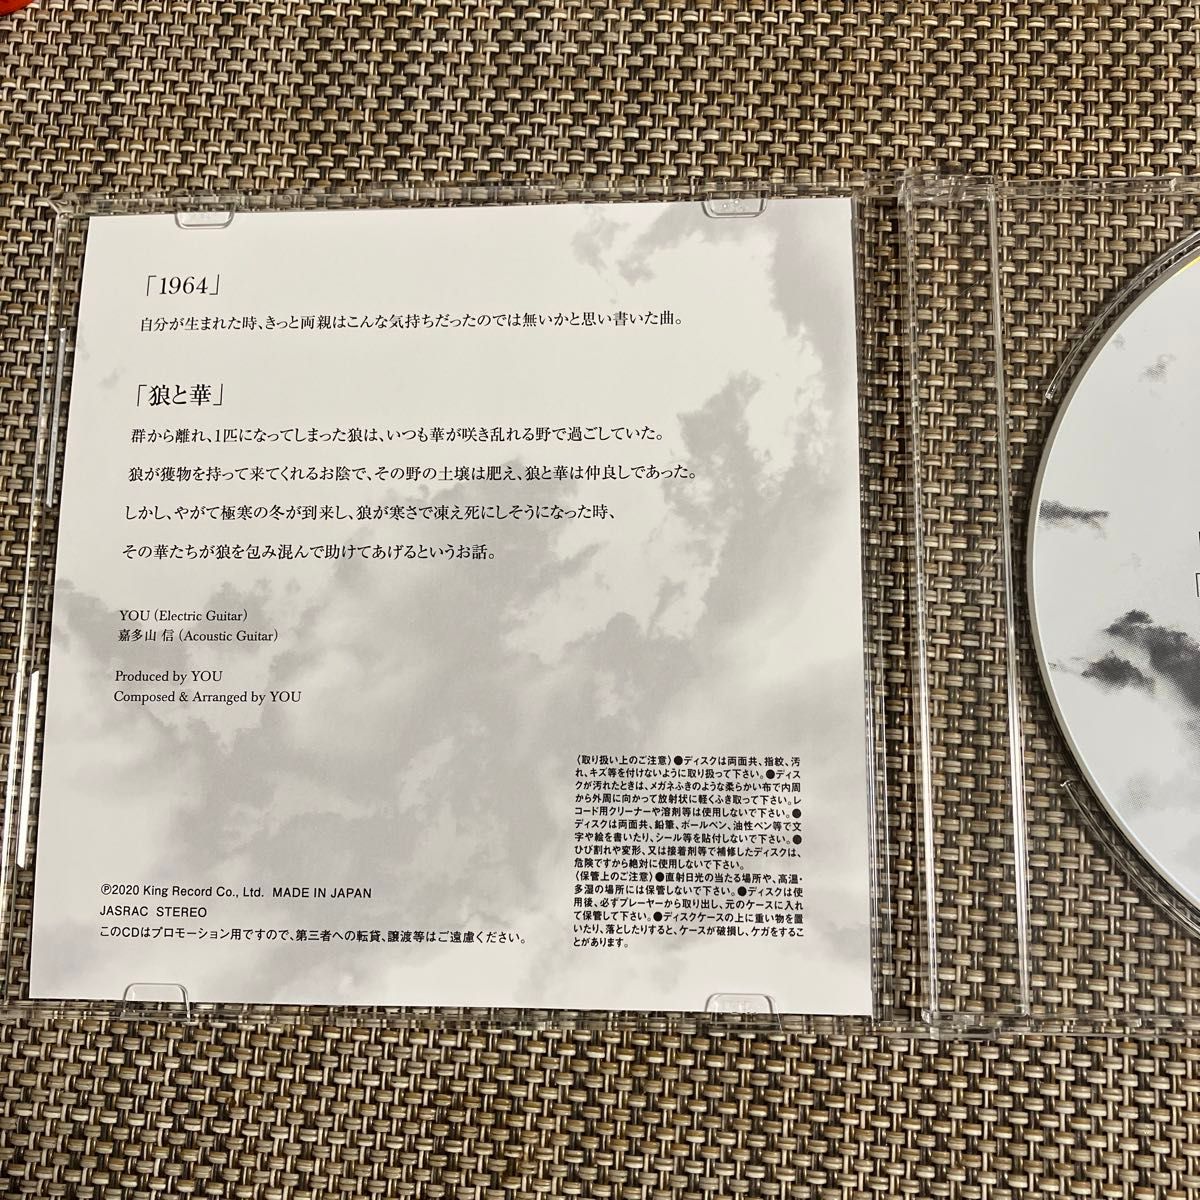 「1964」
自分が生まれた時、きっと両親はこんな気持ちだったのでは無いかと思い書いた曲。
「狼と華」
群から離れ、1匹になってしまった狼は、いつも華が咲き乱れる野で過ごしていた。
狼が獲物を持って来てくれるお陰で、その野の土壌は肥え、狼と華は仲良しであった。
しかし、やがて極寒の冬が到来し、狼が寒さで凍え死にしそうになった時、
その華たちが狼を包み混んで助けてあげるというお話。
YOU (Electric Guitar)
嘉多山 信 (Acoustic Guitar)
Produced by YOU
Composed & Arranged by YOU
℗2020 King Record Co., Ltd. MADE IN JAPAN
JASRAC STEREO
このCDはプロモーション用ですので、第三者への転貸、譲渡等はご遠慮ください。
〈取り扱い上のご注意〉●ディスクは両面共、指紋、汚
れ、キズ等を付けないように取り扱って下さい。●ディス
クが汚れたときは、メガネふきのような柔らかい布で内周
から外周に向かって放射状に軽くふき取って下さい。レ
コード用クリーナーや溶剤等は使用しないで下さい。●
ディスクは両面共、鉛筆、ボールペン、油性ペン等で文
字や絵を書いたり、シール等を貼付しないで下さい。●
ひび割れや変形、又は接着剤等で補修したディスクは、
危険ですから絶対に使用しないで下さい。
〈保管上のご注意〉●直射日光の当たる場所や、高温・
多湿の場所には保管しないで下さい。●ディスクは使
用後、必ずプレーヤーから取り出し、元のケースに入れ
て保管して下さい。●ディスクケースの上に重い物を置
いたり、落としたりすると、ケースが破損し、ケガをするこ
とがあります。